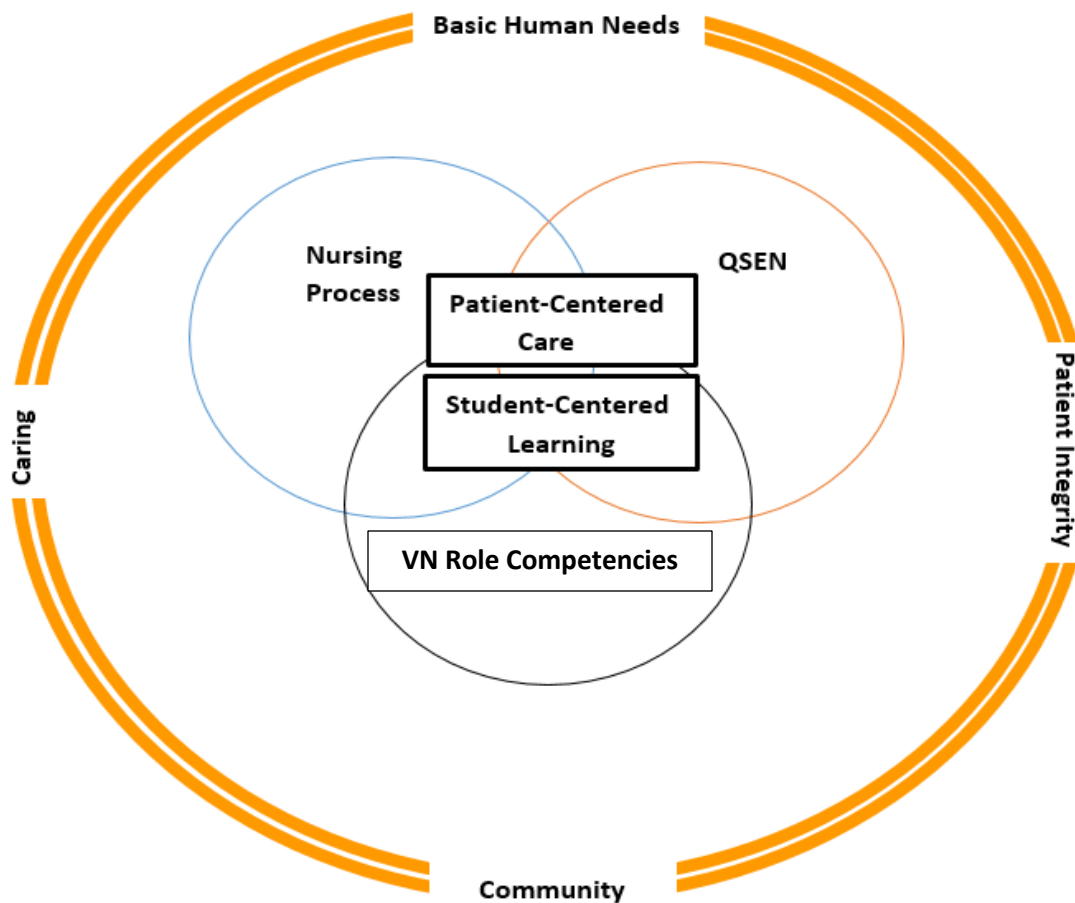 Basic Human Needs
Nursing
Process
QSEN
Patient-Centered
Care
Student-Centered
Learning
Caring
Patient Integrity
VN Role Competencies
Community